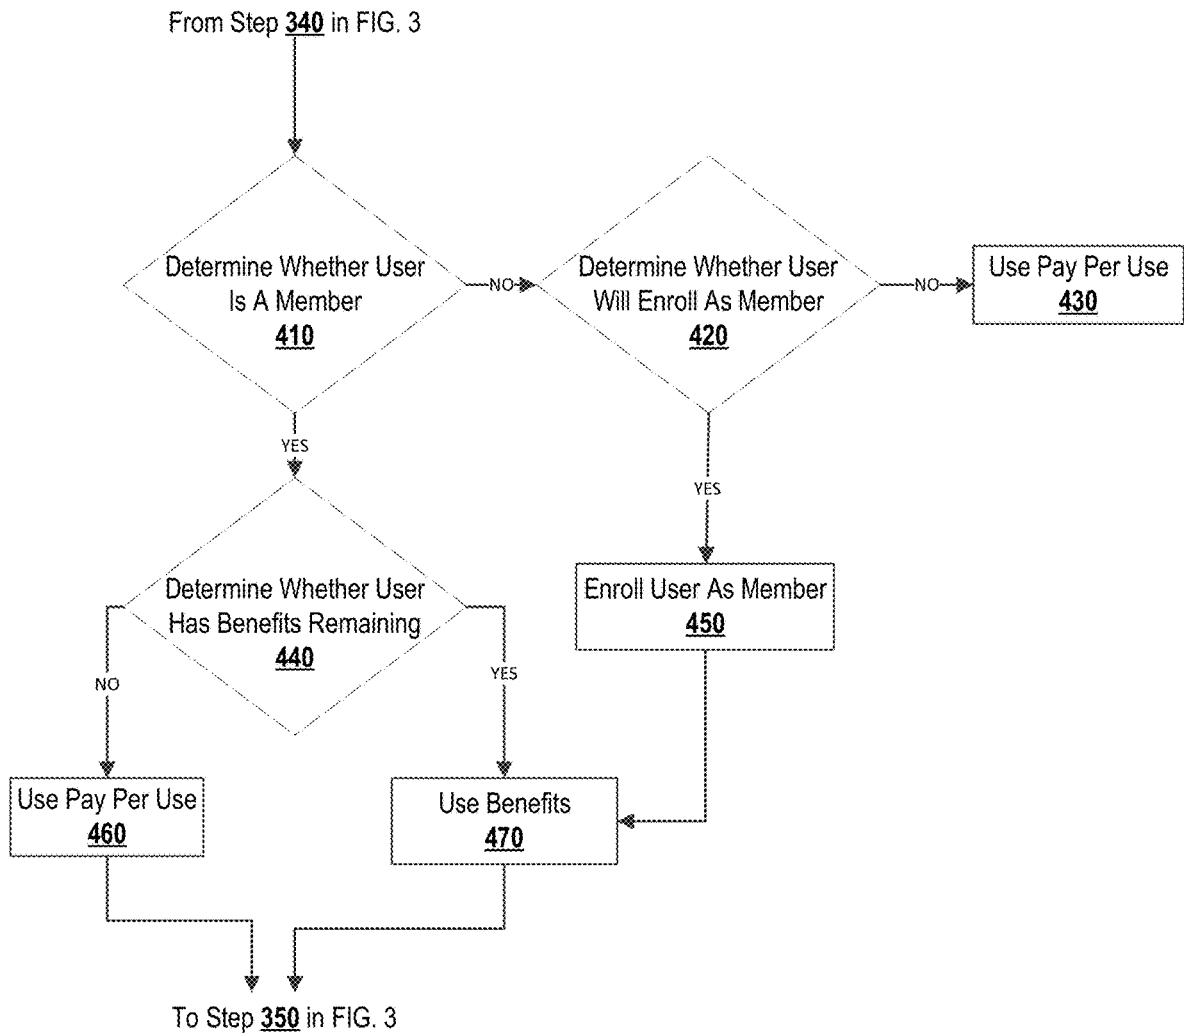 From Step 340 in FIG. 3
Determine Whether User
Is A Member
410
NO
Determine Whether User
Will Enroll As Member
420
NO
Use Pay Per Use
430
YES
YES
Determine Whether User
Has Benefits Remaining
440
Enroll User As Member
450
NO
YES
Use Pay Per Use
460
Use Benefits
470
To Step 350 in FIG. 3